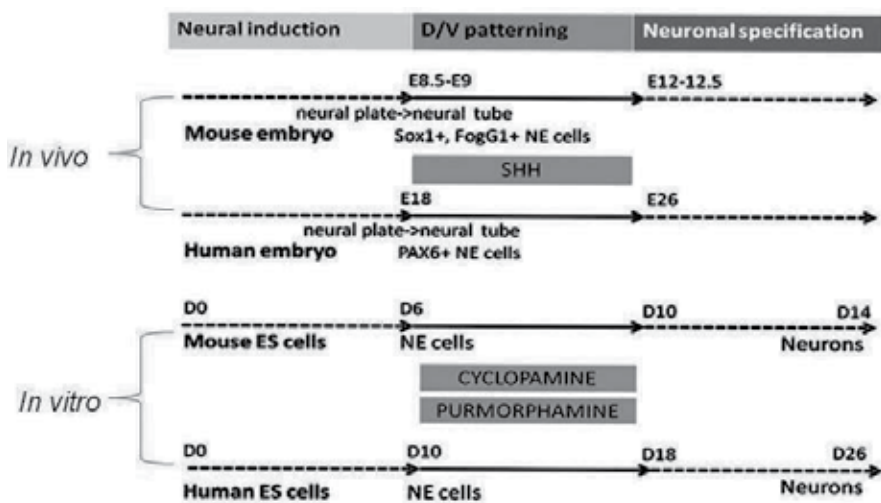 Neural induction D/V patterning Neuronal specification
E8.5-E9 E12-12.5
neural plate->neural tube
Mouse embryo Sox1+, FogG1+ NE cells
In vivo
SHH
E18 E26
neural plate->neural tube
Human embryo PAX6+ NE cells
D0 D6 D10 D14
Mouse ES cells NE cells Neurons
CYCLOPAMINE
In vitro
PURMORPHAMINE
D0 D10 D18 D26
Human ES cells NE cells Neurons